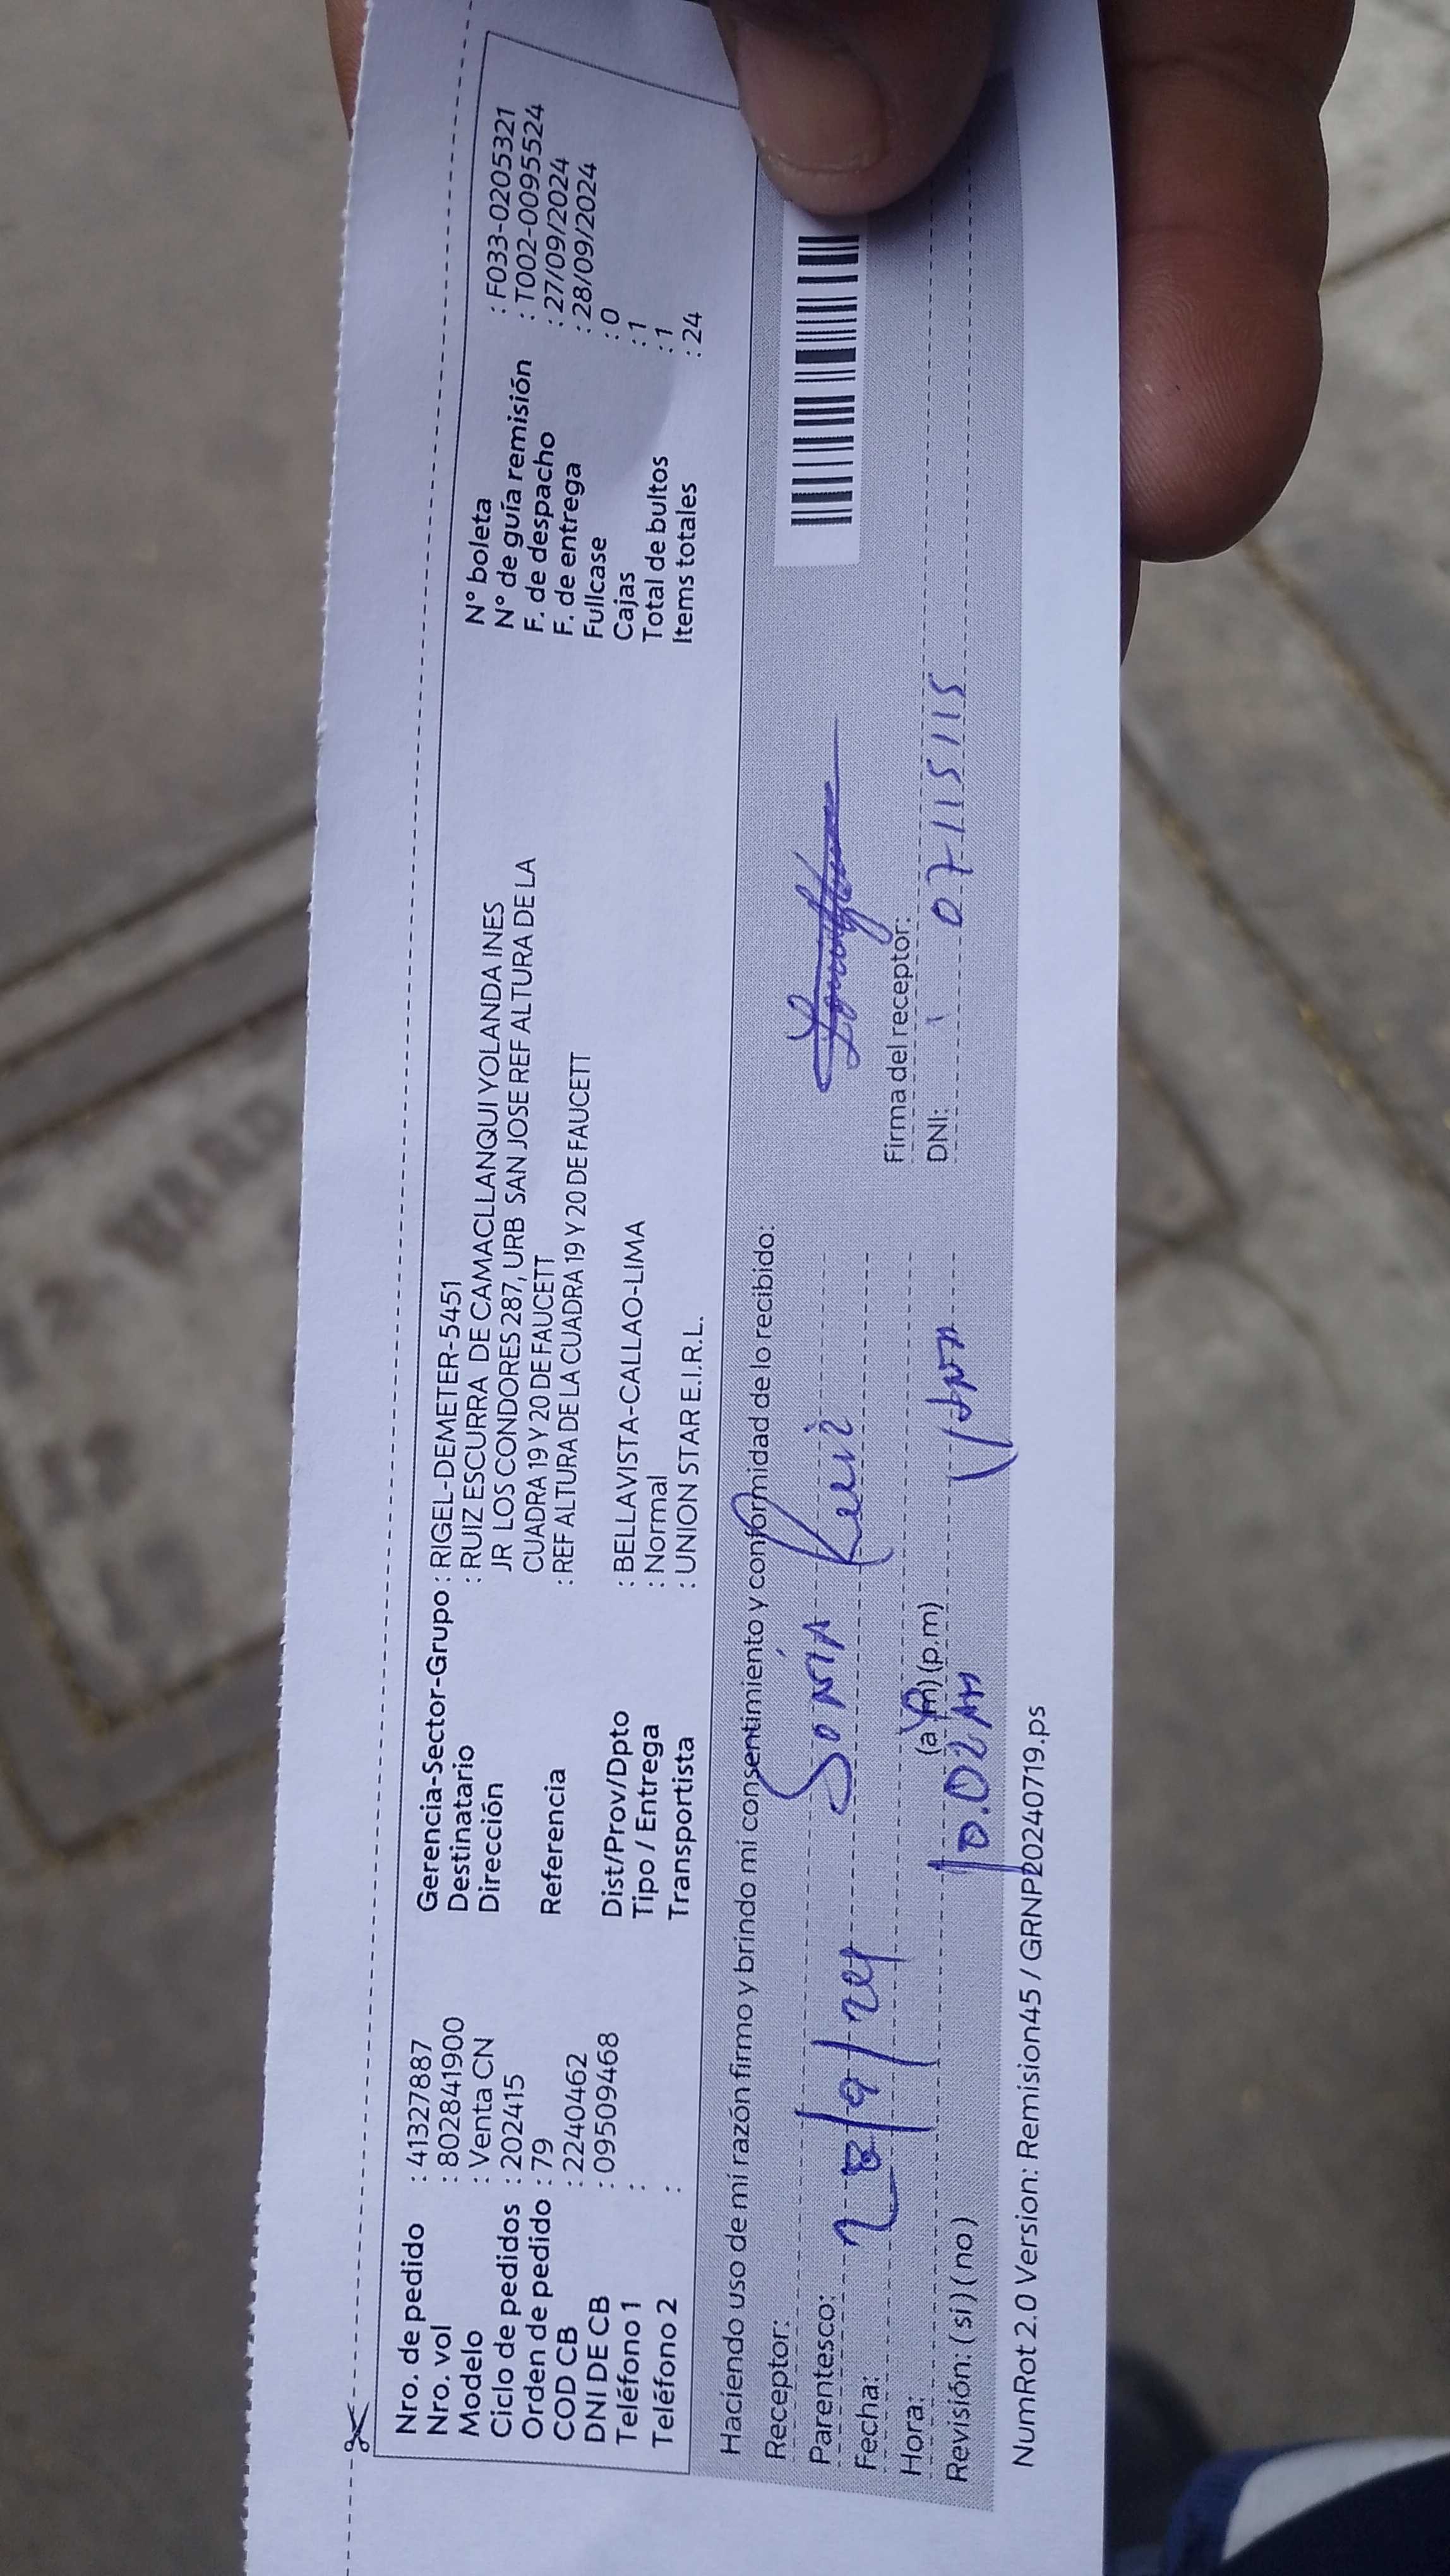 Nro. de pedido : 41327887
Nro. vol : 802841900
Modelo : Venta CN
Ciclo de pedidos : 202415
Orden de pedido : 79
COD CB : 2240462
DNI DE CB : 09509468
Teléfono 1 :
Teléfono 2 :
Gerencia-Sector-Grupo : RIGEL-DEMETER-5451
Destinatario : RUIZ ESCURRA DE CAMACLLANQUI YOLANDA INES
Dirección JR LOS CONDORES 287, URB SAN JOSE REF ALTURA DE LA
CUADRA 19 Y 20 DE FAUCETT
Referencia : REF ALTURA DE LA CUADRA 19 Y 20 DE FAUCETT
Dist/Prov/Dpto : BELLAVISTA-CALLAO-LIMA
Tipo / Entrega : Normal
Transportista : UNION STAR E.I.R.L.
N° boleta : F033-0205321
N° de guía remisión : T002-0095524
F. de despacho : 27/09/2024
F. de entrega : 28/09/2024
Fullcase : 0
Cajas : 1
Total de bultos : 1
Items totales : 24
Haciendo uso de mi razón firmo y brindo mi consentimiento y conformidad de lo recibido:
Receptor: SONIA Ruiz
Parentesco:
Fecha: 28/9/24
Hora: (a.m)(p.m)
10.02 AM
Revisión: (si) (no)
Firma del receptor:
DNI: 07115115
NumRot 2.0 Version: Remision45 / GRNP20240719.ps